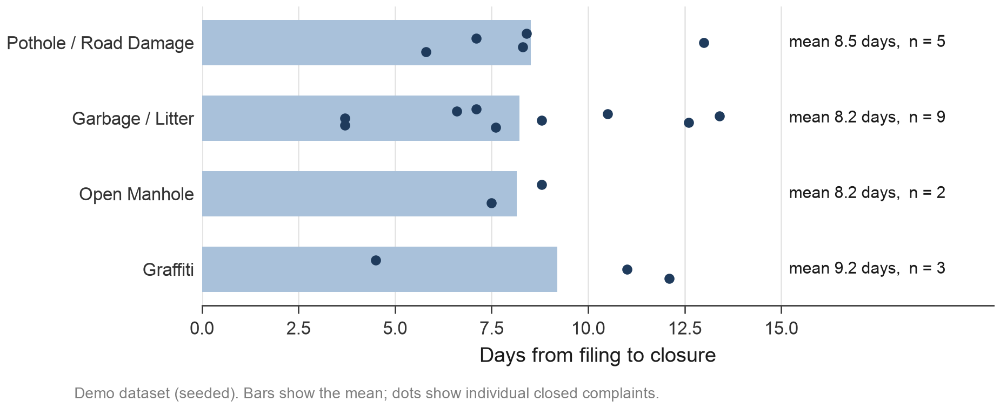 Pothole / Road Damage
mean 8.5 days,  n = 5
Garbage / Litter
mean 8.2 days,  n = 9
Open Manhole
mean 8.2 days,  n = 2
Graffiti
mean 9.2 days,  n = 3
0.0 2.5 5.0 7.5 10.0 12.5 15.0
Days from filing to closure
Demo dataset (seeded). Bars show the mean; dots show individual closed complaints.